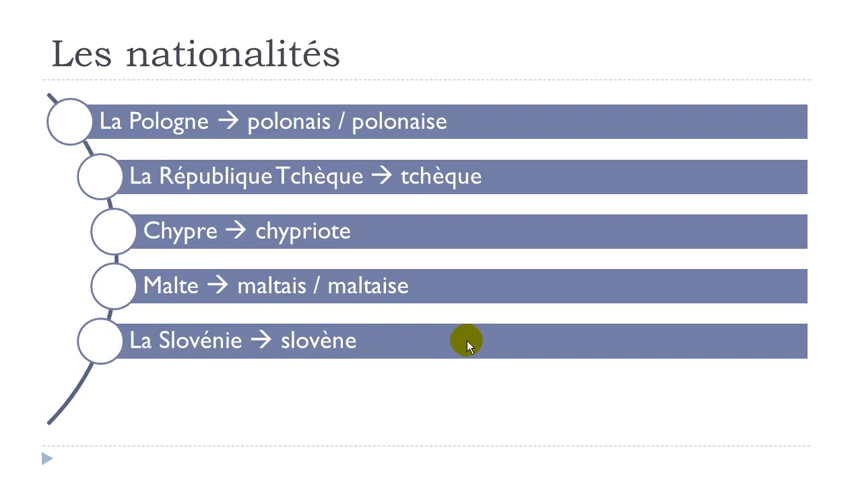 Les nationalités
La Pologne → polonais / polonaise
La République Tchèque → tchèque
Chypre → chypriote
Malte → maltais / maltaise
La Slovénie → slovène